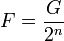 F = G / 2^n